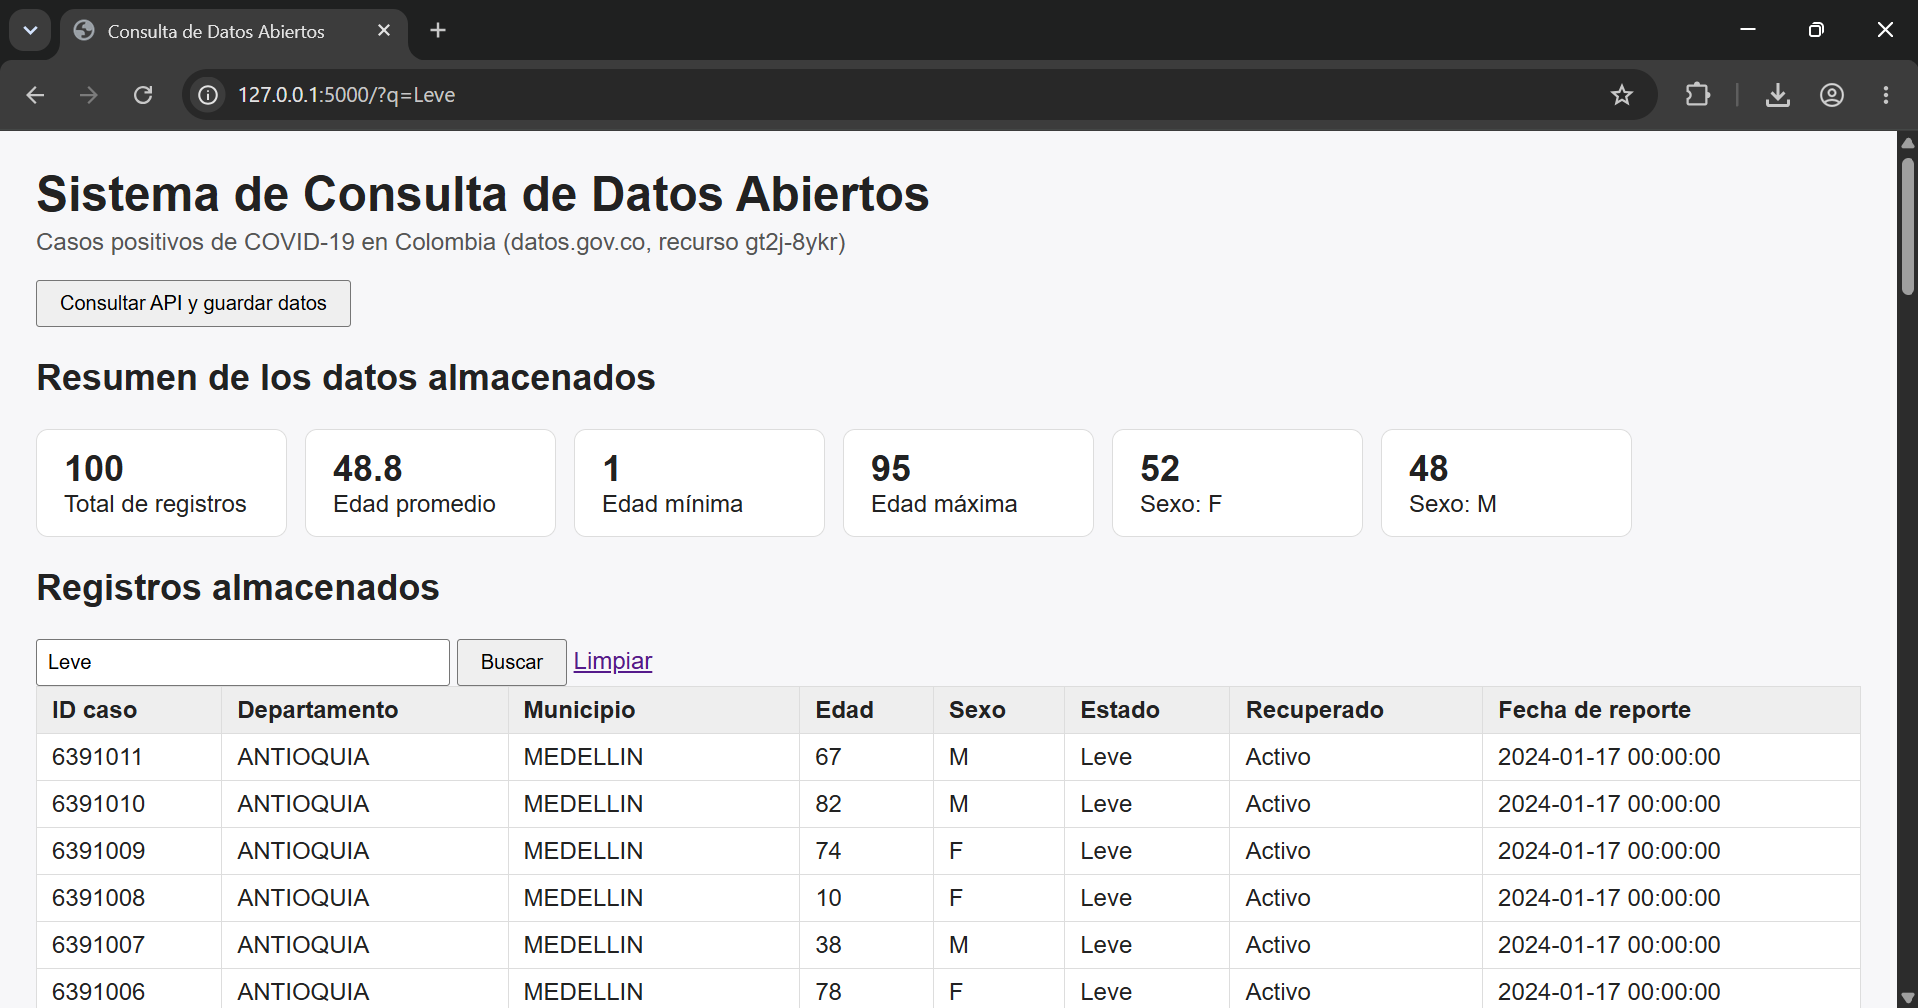 Consulta de Datos Abiertos
127.0.0.1:5000/?q=Leve
Sistema de Consulta de Datos Abiertos
Casos positivos de COVID-19 en Colombia (datos.gov.co, recurso gt2j-8ykr)
Consultar API y guardar datos
Resumen de los datos almacenados
100 48.8 1 95 52 48
Total de registros Edad promedio Edad mínima Edad máxima Sexo: F Sexo: M
Registros almacenados
Leve Buscar Limpiar
ID caso Departamento Municipio Edad Sexo Estado Recuperado Fecha de reporte
6391011 ANTIOQUIA MEDELLIN 67 M Leve Activo 2024-01-17 00:00:00
6391010 ANTIOQUIA MEDELLIN 82 M Leve Activo 2024-01-17 00:00:00
6391009 ANTIOQUIA MEDELLIN 74 F Leve Activo 2024-01-17 00:00:00
6391008 ANTIOQUIA MEDELLIN 10 F Leve Activo 2024-01-17 00:00:00
6391007 ANTIOQUIA MEDELLIN 38 M Leve Activo 2024-01-17 00:00:00
6391006 ANTIOQUIA MEDELLIN 78 F Leve Activo 2024-01-17 00:00:00